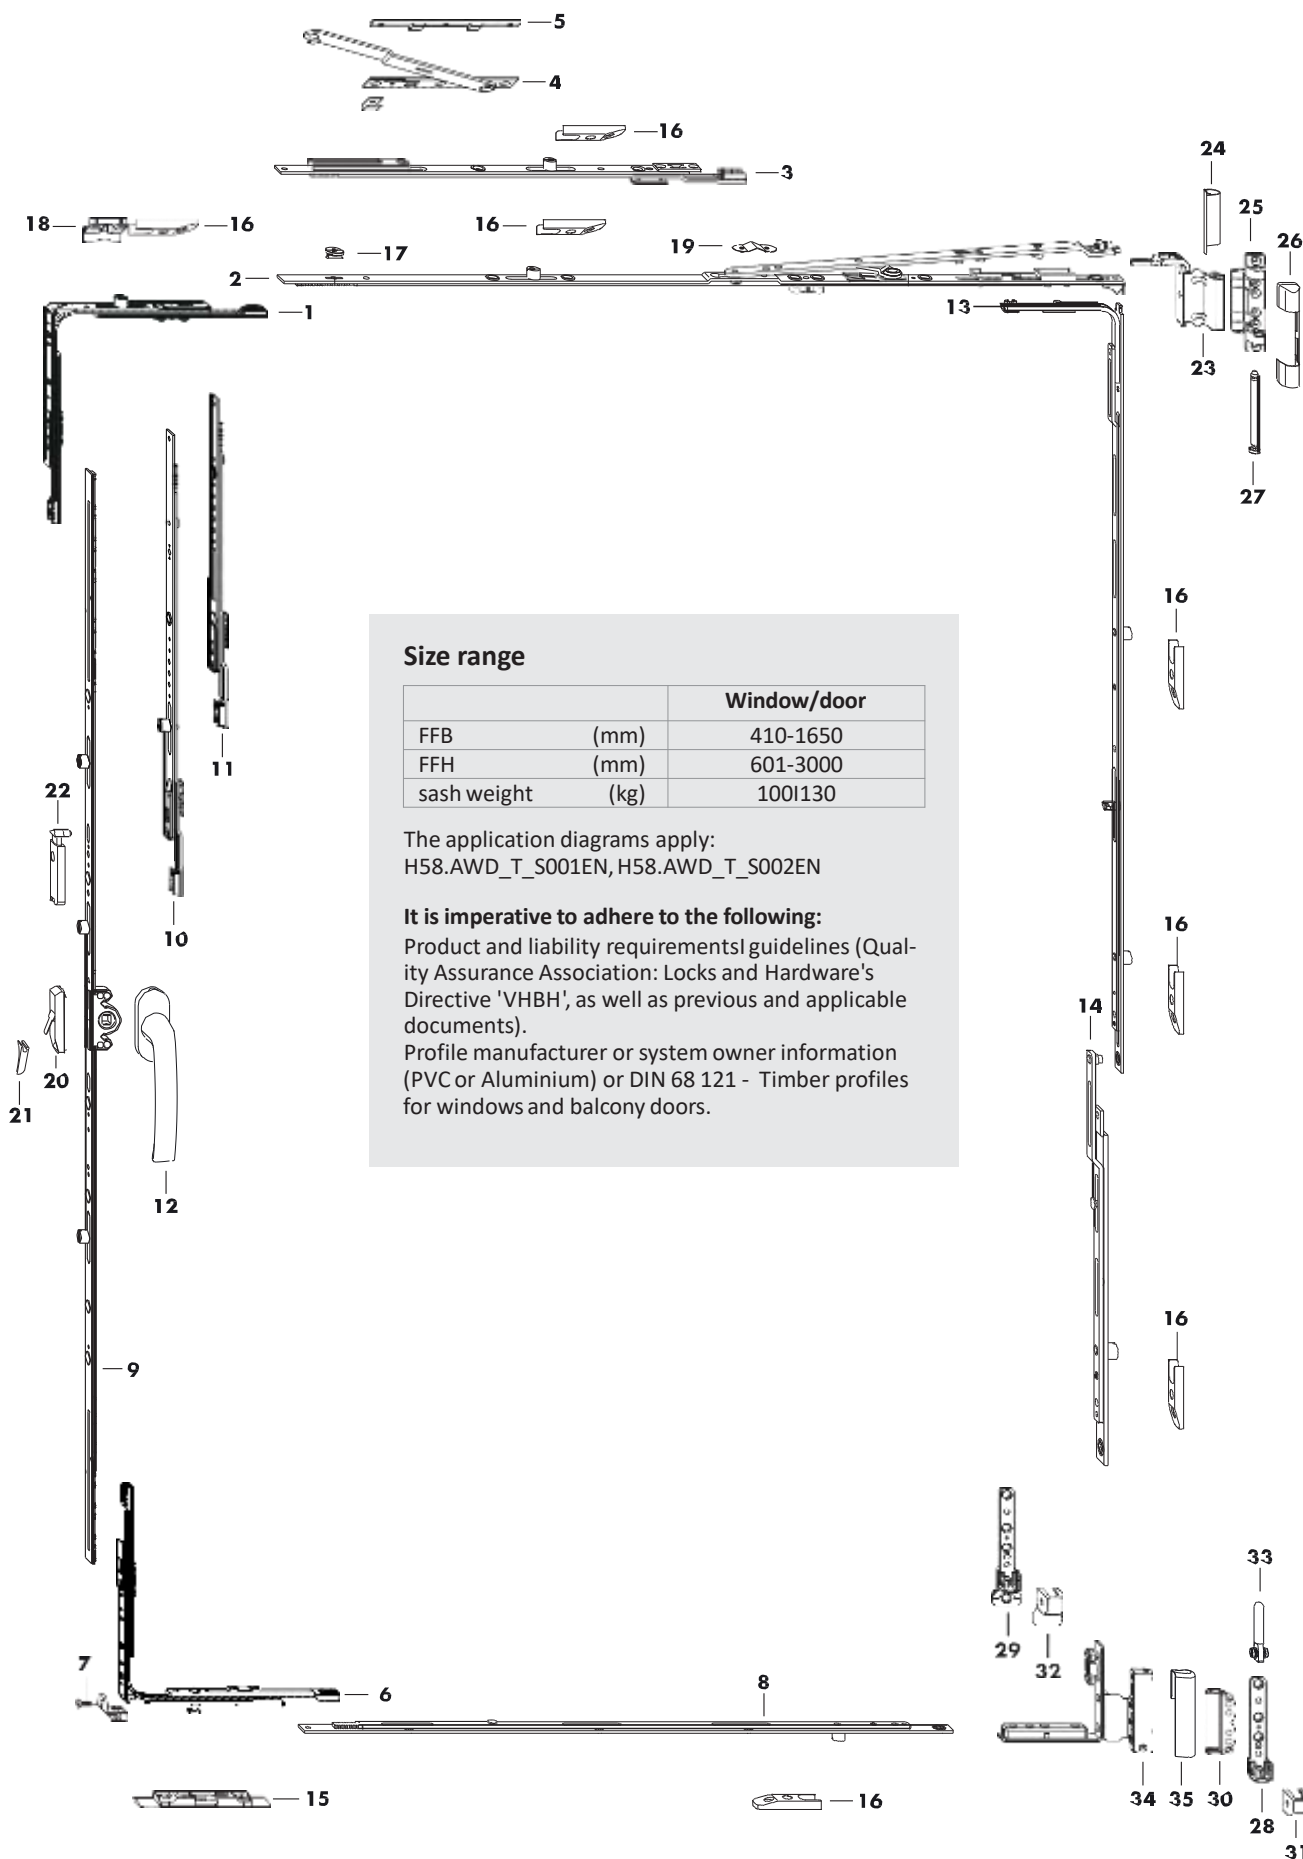 5
4
16
3
24
18
16
16
19
25
26
17
2
1
13
23
27
16
11
22
10
16
14
20
21
12
16
9
33
29
32
7
6
8
15
16
34
35
30
28
31
Size range
Window/door
FFB (mm) 410-1650
FFH (mm) 601-3000
sash weight (kg) 100I130
The application diagrams apply:
H58.AWD_T_S001EN, H58.AWD_T_S002EN
It is imperative to adhere to the following:
Product and liability requirementsI guidelines (Qual-
ity Assurance Association: Locks and Hardware's
Directive 'VHBH', as well as previous and applicable
documents).
Profile manufacturer or system owner information
(PVC or Aluminium) or DIN 68 121 - Timber profiles
for windows and balcony doors.